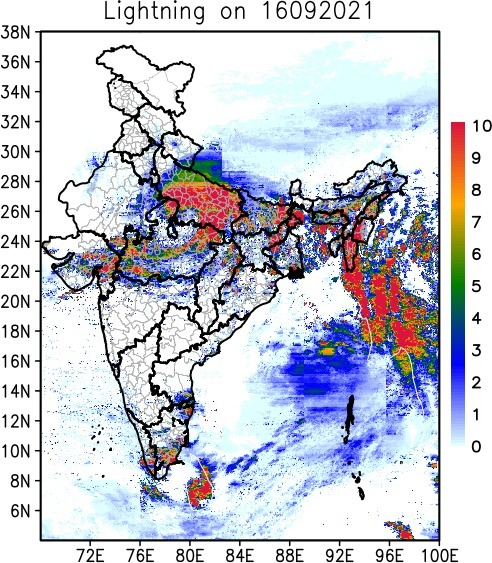 Lightning on 16092021
38N
36N
34N
32N
30N
28N
26N
24N
22N
20N
18N
16N
14N
12N
10N
8N
6N
72E 76E 80E 84E 88E 92E 96E 100E
10
9
8
7
6
5
4
3
2
1
0